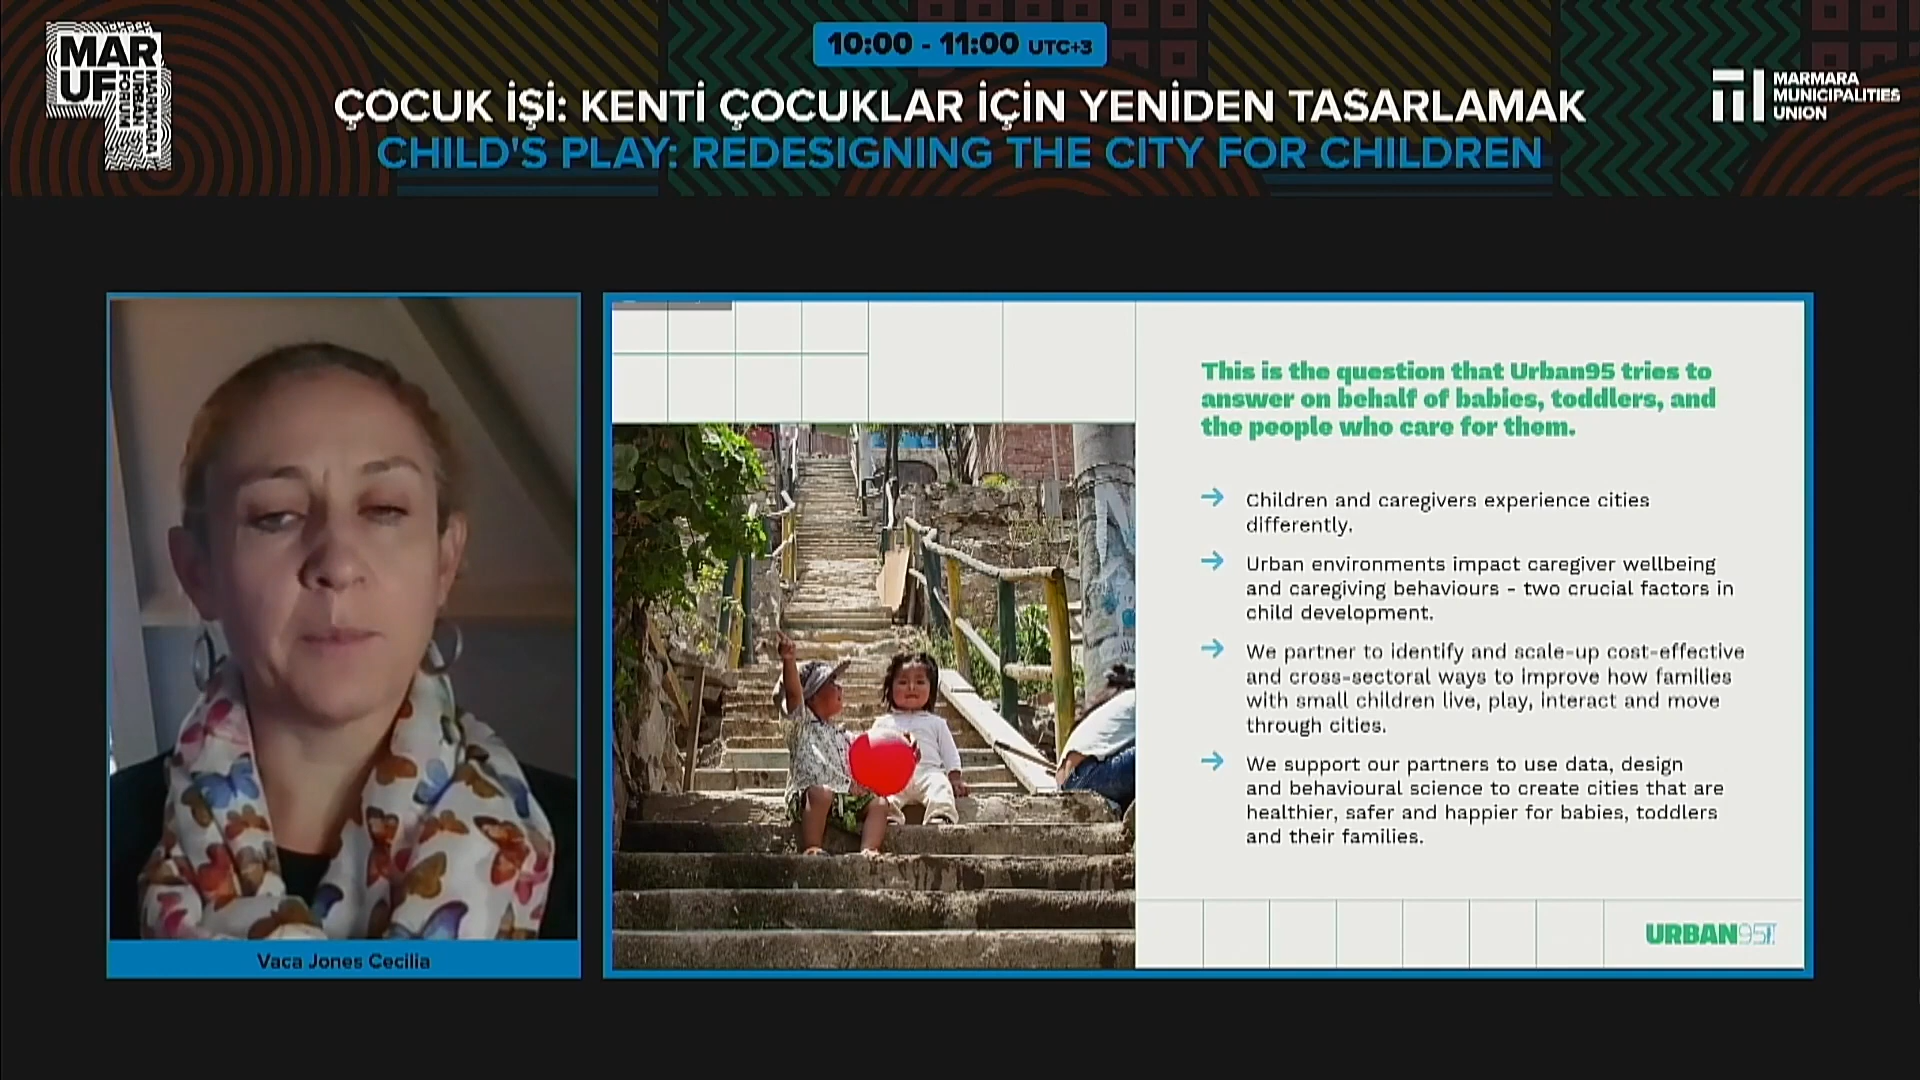 MAR
UF
MARMARA
URBAN
FORUM
10:00 - 11:00 UTC+3
ÇOCUK İŞİ: KENTİ ÇOCUKLAR İÇİN YENİDEN TASARLAMAK
CHILD'S PLAY: REDESIGNING THE CITY FOR CHILDREN
MARMARA
MUNICIPALITIES
UNION
Vaca Jones Cecilia
This is the question that Urban95 tries to
answer on behalf of babies, toddlers, and
the people who care for them.
→ Children and caregivers experience cities
differently.
→ Urban environments impact caregiver wellbeing
and caregiving behaviours - two crucial factors in
child development.
→ We partner to identify and scale-up cost-effective
and cross-sectoral ways to improve how families
with small children live, play, interact and move
through cities.
→ We support our partners to use data, design
and behavioural science to create cities that are
healthier, safer and happier for babies, toddlers
and their families.
URBAN95